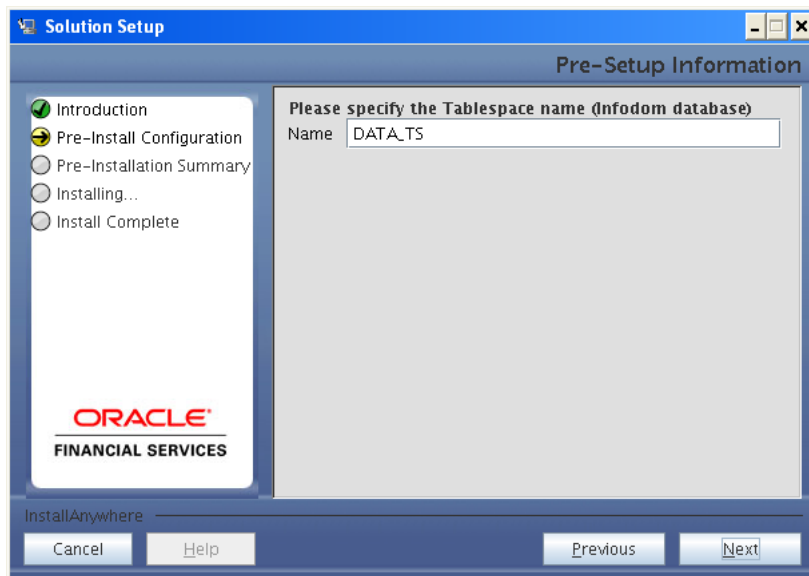 Solution Setup
Pre-Setup Information
Introduction
Pre-Install Configuration
Pre-Installation Summary
Installing...
Install Complete
ORACLE
FINANCIAL SERVICES
Please specify the Tablespace name (Infodom database)
Name DATA_TS
InstallAnywhere
Cancel Help Previous Next